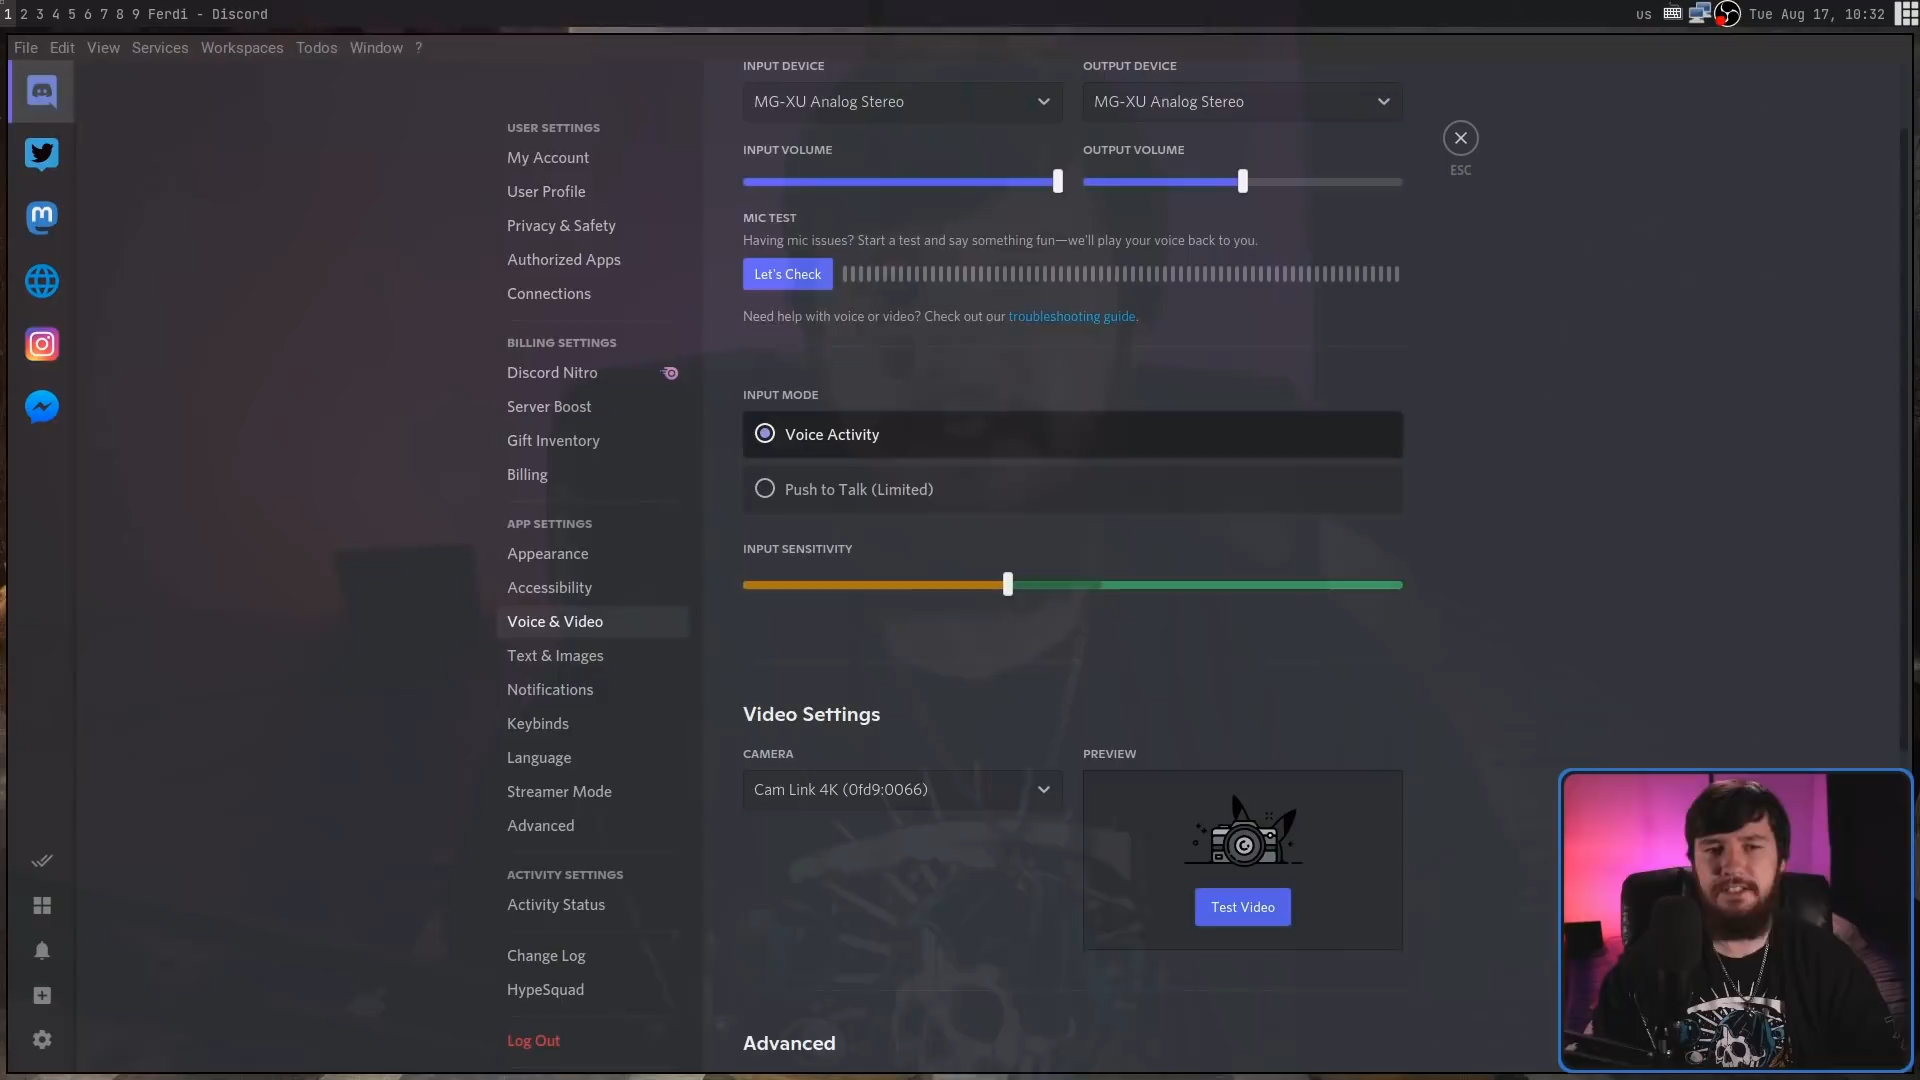 1 2 3 4 5 6 7 8 9 Ferdi - Discord
us Tue Aug 17, 10:32
File Edit View Services Workspaces Todos Window ?
USER SETTINGS
My Account
User Profile
Privacy & Safety
Authorized Apps
Connections
BILLING SETTINGS
Discord Nitro
Server Boost
Gift Inventory
Billing
APP SETTINGS
Appearance
Accessibility
Voice & Video
Text & Images
Notifications
Keybinds
Language
Streamer Mode
Advanced
ACTIVITY SETTINGS
Activity Status
Change Log
HypeSquad
Log Out
INPUT DEVICE
MG-XU Analog Stereo
OUTPUT DEVICE
MG-XU Analog Stereo
INPUT VOLUME
OUTPUT VOLUME
MIC TEST
Having mic issues? Start a test and say something fun—we'll play your voice back to you.
Let's Check
Need help with voice or video? Check out our troubleshooting guide.
INPUT MODE
Voice Activity
Push to Talk (Limited)
INPUT SENSITIVITY
Video Settings
CAMERA
Cam Link 4K (0fd9:0066)
PREVIEW
Test Video
Advanced
ESC